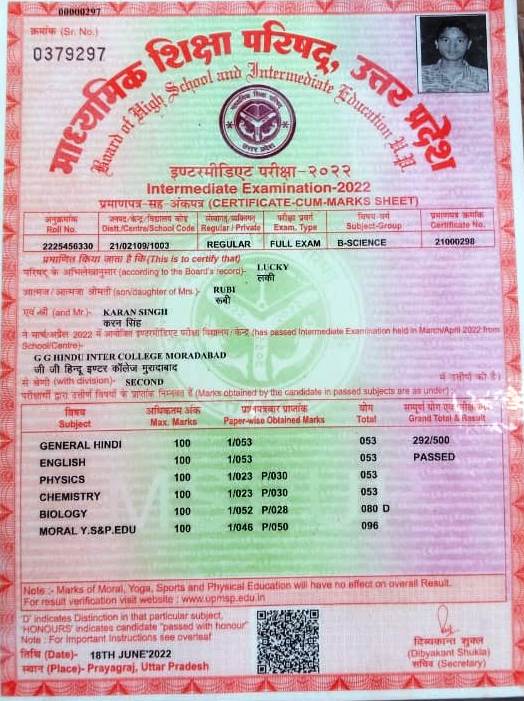 00000297
क्रमांक (Sr. No.)
0379297
माध्यमिक शिक्षा परिषद्, उत्तर प्रदेश
Board of High School and Intermediate Education U.P.
इण्टरमीडिएट परीक्षा-२०२२
Intermediate Examination-2022
प्रमाणपत्र-सह-अंकपत्र (CERTIFICATE-CUM-MARKS SHEET)
अनुक्रमांक जनपद/केन्द्र/विद्यालय कोड संस्थागत/व्यक्तिगत परीक्षा प्रवर्ग विषय-वर्ग प्रमाणपत्र क्रमांक
Roll No. Distt./Centre/School Code Regular / Private Exam. Type Subject-Group Certificate No.
2225456330 21/02109/1003 REGULAR FULL EXAM B-SCIENCE 21000298
प्रमाणित किया जाता है कि (This is to certify that)
परिषद् के अभिलेखानुसार (according to the Board's record)- LUCKY
लकी
आत्मज / आत्मजा श्रीमती (son/daughter of Mrs.)- RUBI
रूबी
एवं श्री (and Mr.)- KARAN SINGH
करन सिंह
ने मार्च/अप्रैल 2022 में आयोजित इण्टरमीडिएट परीक्षा विद्यालय/केन्द्र (has passed Intermediate Examination held in March/April 2022 from
School/Centre)-
G G HINDU INTER COLLEGE MORADABAD
जी जी हिन्दू इण्टर कॉलेज मुरादाबाद
से श्रेणी (with division)- SECOND में उत्तीर्ण की है।
परीक्षार्थी द्वारा उत्तीर्ण विषयों के प्राप्तांक निम्नवत हैं (Marks obtained by the candidate in passed subjects are as under)
विषय अधिकतम अंक प्रश्नपत्रवार प्राप्तांक योग सम्पूर्ण योग एवं
Subject Max. Marks Paper-wise Obtained Marks Total Grand Total & Result
GENERAL HINDI 100 1/053 053 292/500
ENGLISH 100 1/053 053 PASSED
PHYSICS 100 1/023 P/030 053
CHEMISTRY 100 1/023 P/030 053
BIOLOGY 100 1/052 P/028 080 D
MORAL Y.S&P.EDU 100 1/046 P/050 096
Note :- Marks of Moral, Yoga, Sports and Physical Education will have no effect on overall Result.
For result verification visit website : www.upmsp.edu.in
'D' indicates Distinction in that particular subject,
'HONOURS' indicates candidate "passed with honour"
Note : For Important Instructions see overleaf
तिथि (Date)- 18TH JUNE'2022
स्थान (Place)- Prayagraj, Uttar Pradesh
दिब्यकान्त शुक्ल
(Dibyakant Shukla)
सचिव (Secretary)